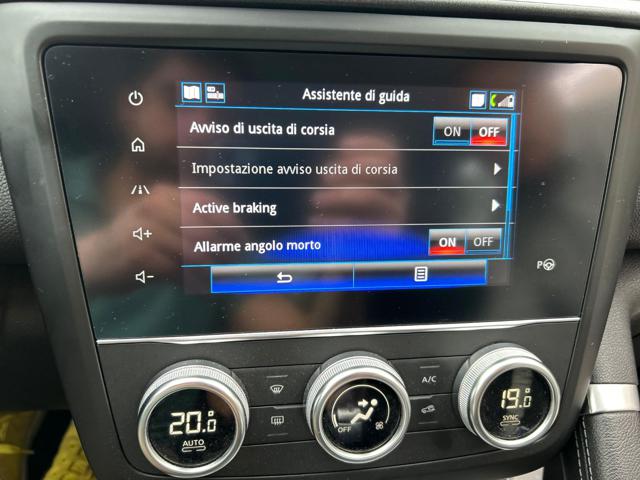 Assistente di guida
Avviso di uscita di corsia ON OFF
Impostazione avviso uscita di corsia
Active braking
Allarme angolo morto ON OFF
P
A/C
20.0
AUTO
OFF
19.0
SYNC